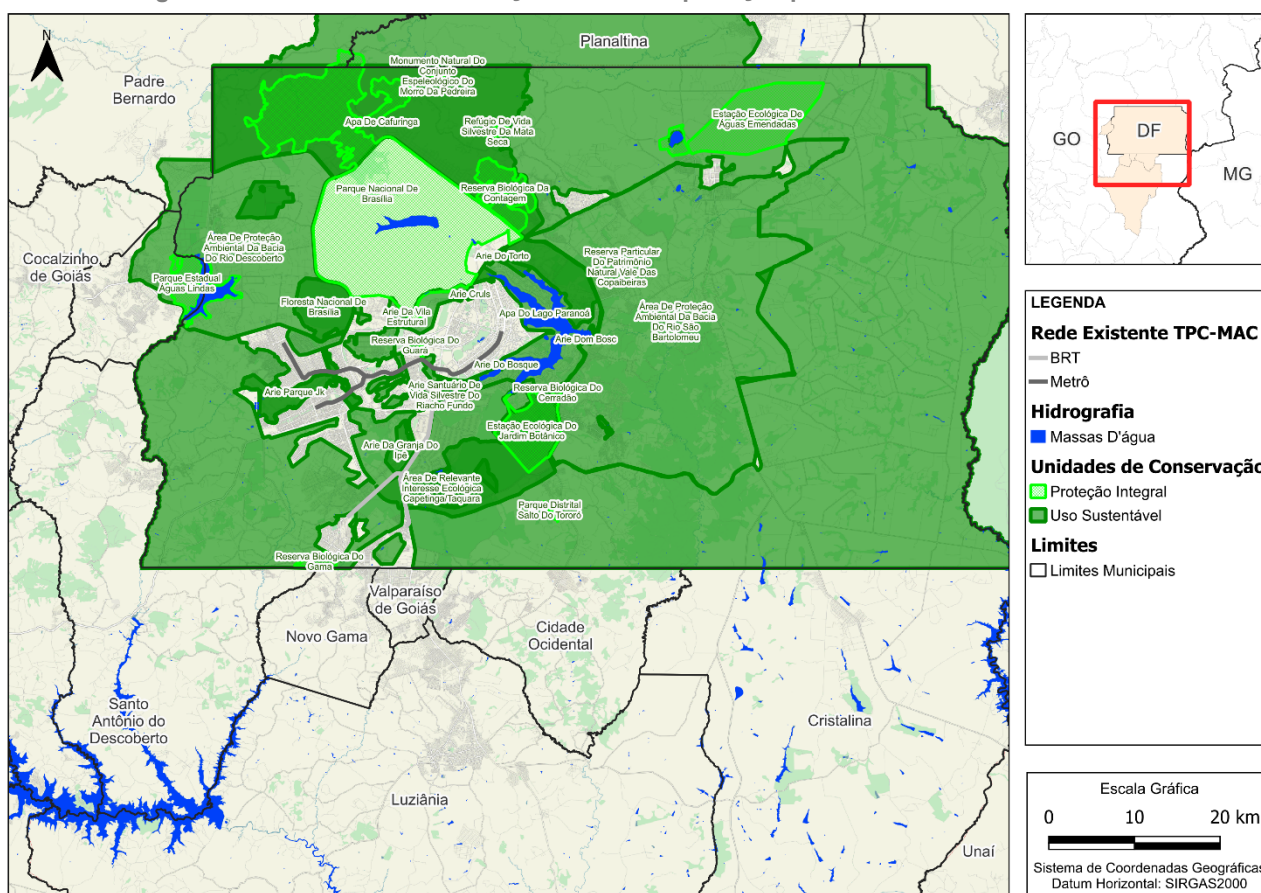 N
Planaltina
Padre
Bernardo
Monumento Natural Do
Conjunto
Espeleológico Do
Morro Da Pedreira
Apa De Cafuringa
Refúgio De Vida
Silvestre Da Mata
Seca
Estação Ecológica De
Águas Emendadas
Parque Nacional De
Brasília
Reserva Biológica Da
Contagem
Cocalzinho
de Goiás
Área De Proteção
Ambiental Da Bacia
Do Rio Descoberto
Arie Do Torto
Reserva Particular
Do Patrimônio
Natural Vale Das
Copaibeiras
Parque Estadual
Águas Lindas
Floresta Nacional De
Brasília
Arie Cruls
Arie Da Vila
Estrutural
Apa Do Lago Paranoá
Área De Proteção
Ambiental Da Bacia
Do Rio São
Bartolomeu
Reserva Biológica Do
Guará
Arie Dom Bosc
Arie Do Bosque
Arie Parque Jk
Arie Santuário De
Vida Silvestre Do
Riacho Fundo
Reserva Biológica Do
Cerradão
Estação Ecológica Do
Jardim Botânico
Arie Da Granja Do
Ipê
Área De Relevante
Interesse Ecológica
Capetinga/Taquara
Parque Distrital
Salto Do Tororó
Reserva Biológica Do
Gama
Valparaíso
de Goiás
Novo Gama
Cidade
Ocidental
Santo
Antônio do
Descoberto
Cristalina
Luziânia
Unaí
GO
DF
MG
LEGENDA
Rede Existente TPC-MAC
BRT
Metrô
Hidrografia
Massas D'água
Unidades de Conservação
Proteção Integral
Uso Sustentável
Limites
Limites Municipais
Escala Gráfica
0 10 20 km
Sistema de Coordenadas Geográficas
Datum Horizontal: SIRGAS2000